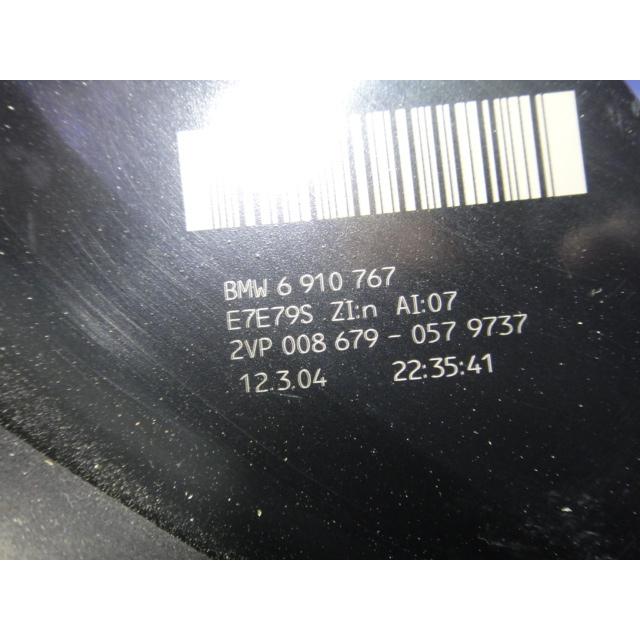 BMW 6 910 767
E7E79S ZI:n AI:07
2VP 008 679 - 057 9737
12.3.04 22:35:41